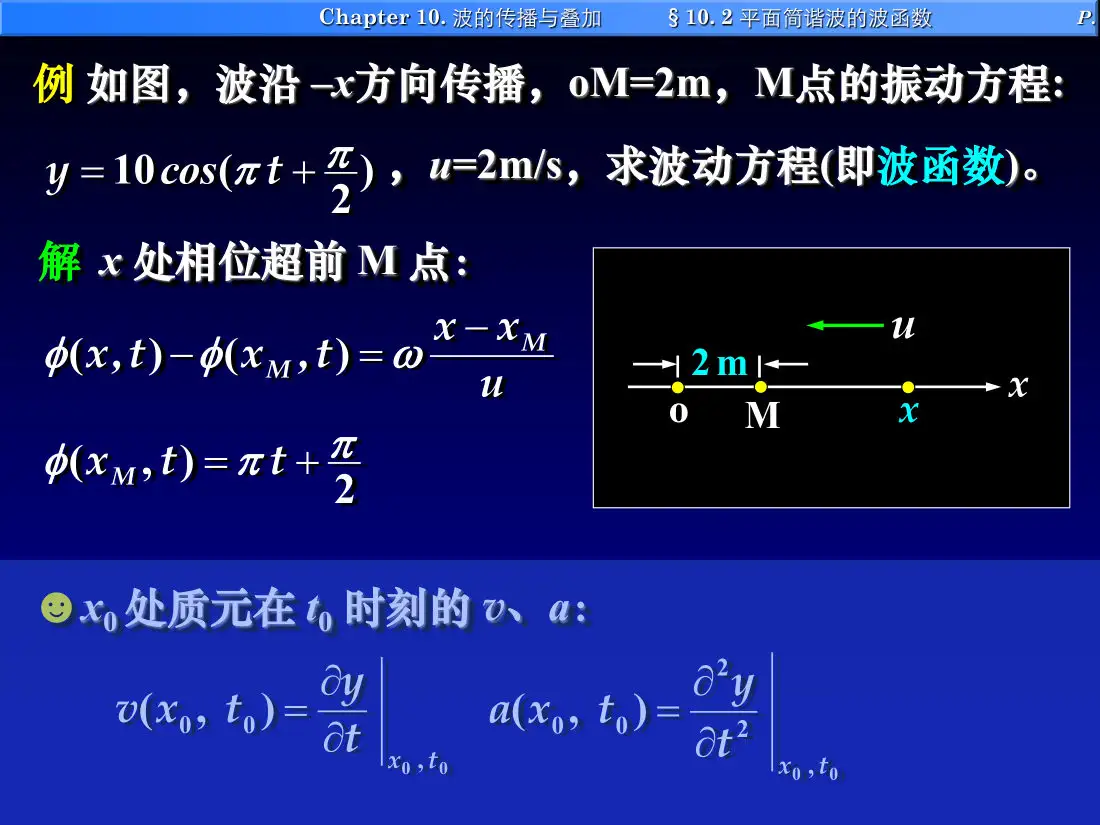 Chapter 10. 波的传播与叠加 §10. 2 平面简谐波的波函数 P.
例 如图，波沿 –x方向传播，oM=2m，M点的振动方程:
y = 10 cos(π t + π/2) ，u=2m/s，求波动方程(即波函数)。
解 x 处相位超前 M 点:
ϕ(x,t) − ϕ(x_M,t) = ω (x − x_M)/u
ϕ(x_M,t) = π t + π/2
u
2 m
o M x x
☻x₀ 处质元在 t₀ 时刻的 v、a:
v(x₀, t₀) = ∂y/∂t |x₀,t₀ a(x₀, t₀) = ∂²y/∂t² |x₀,t₀